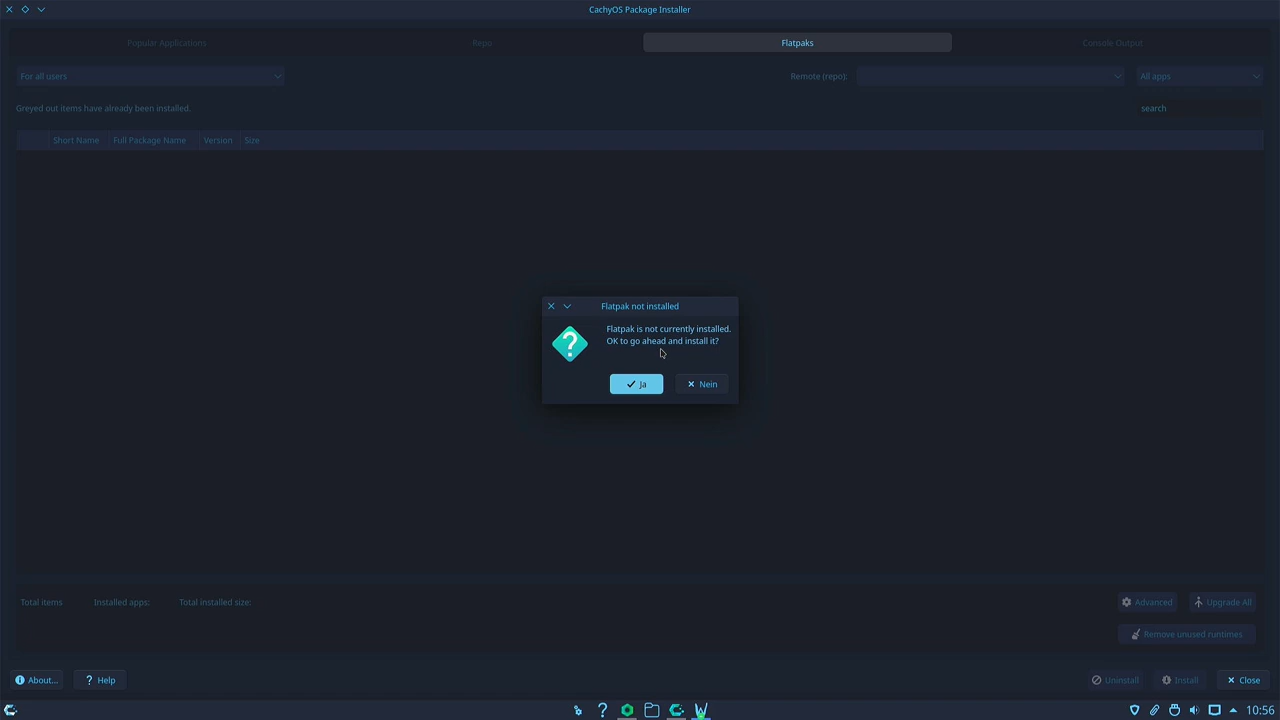 CachyOS Package Installer
Popular Applications
Repo
Flatpaks
Console Output
For all users
Remote (repo):
All apps
Greyed out items have already been installed.
search
Short Name
Full Package Name
Version
Size
Flatpak not installed
Flatpak is not currently installed.
OK to go ahead and install it?
Ja
Nein
Total items
Installed apps:
Total installed size:
Advanced
Upgrade All
Remove unused runtimes
About...
Help
Uninstall
Install
Close
10:56